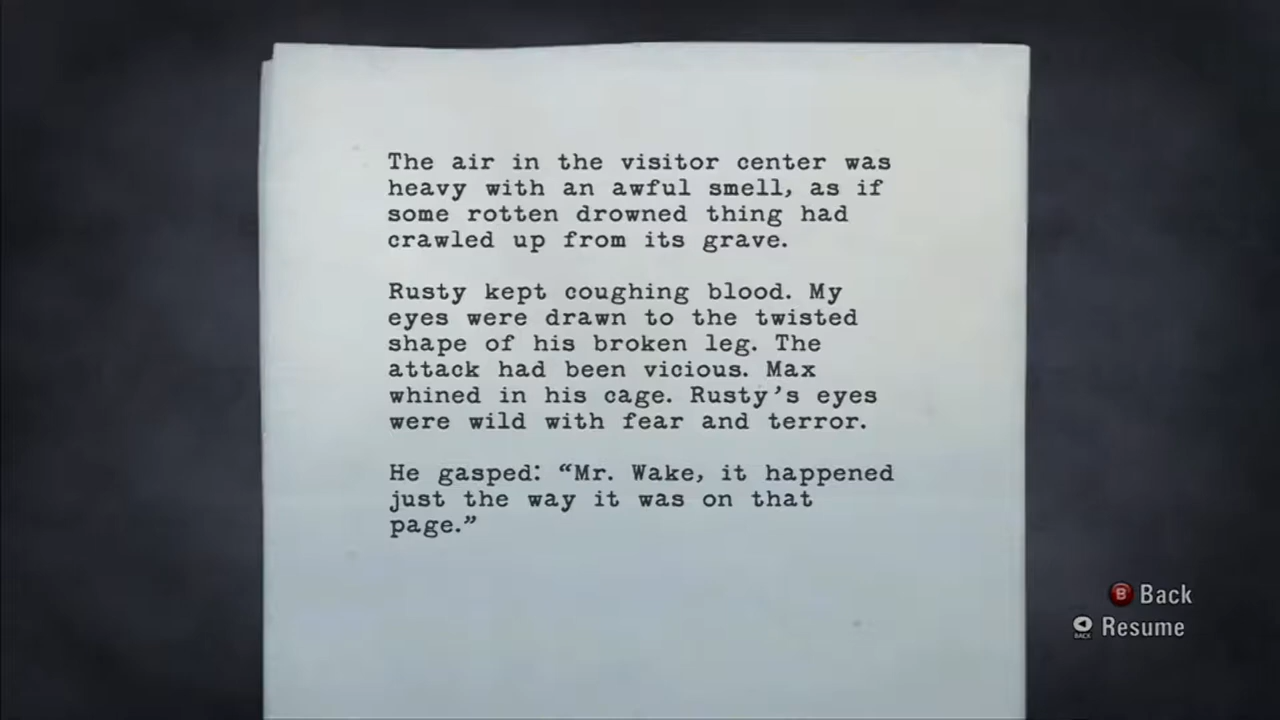 The air in the visitor center was
heavy with an awful smell, as if
some rotten drowned thing had
crawled up from its grave.
Rusty kept coughing blood. My
eyes were drawn to the twisted
shape of his broken leg. The
attack had been vicious. Max
whined in his cage. Rusty’s eyes
were wild with fear and terror.
He gasped: “Mr. Wake, it happened
just the way it was on that
page.”
B Back
BACK Resume